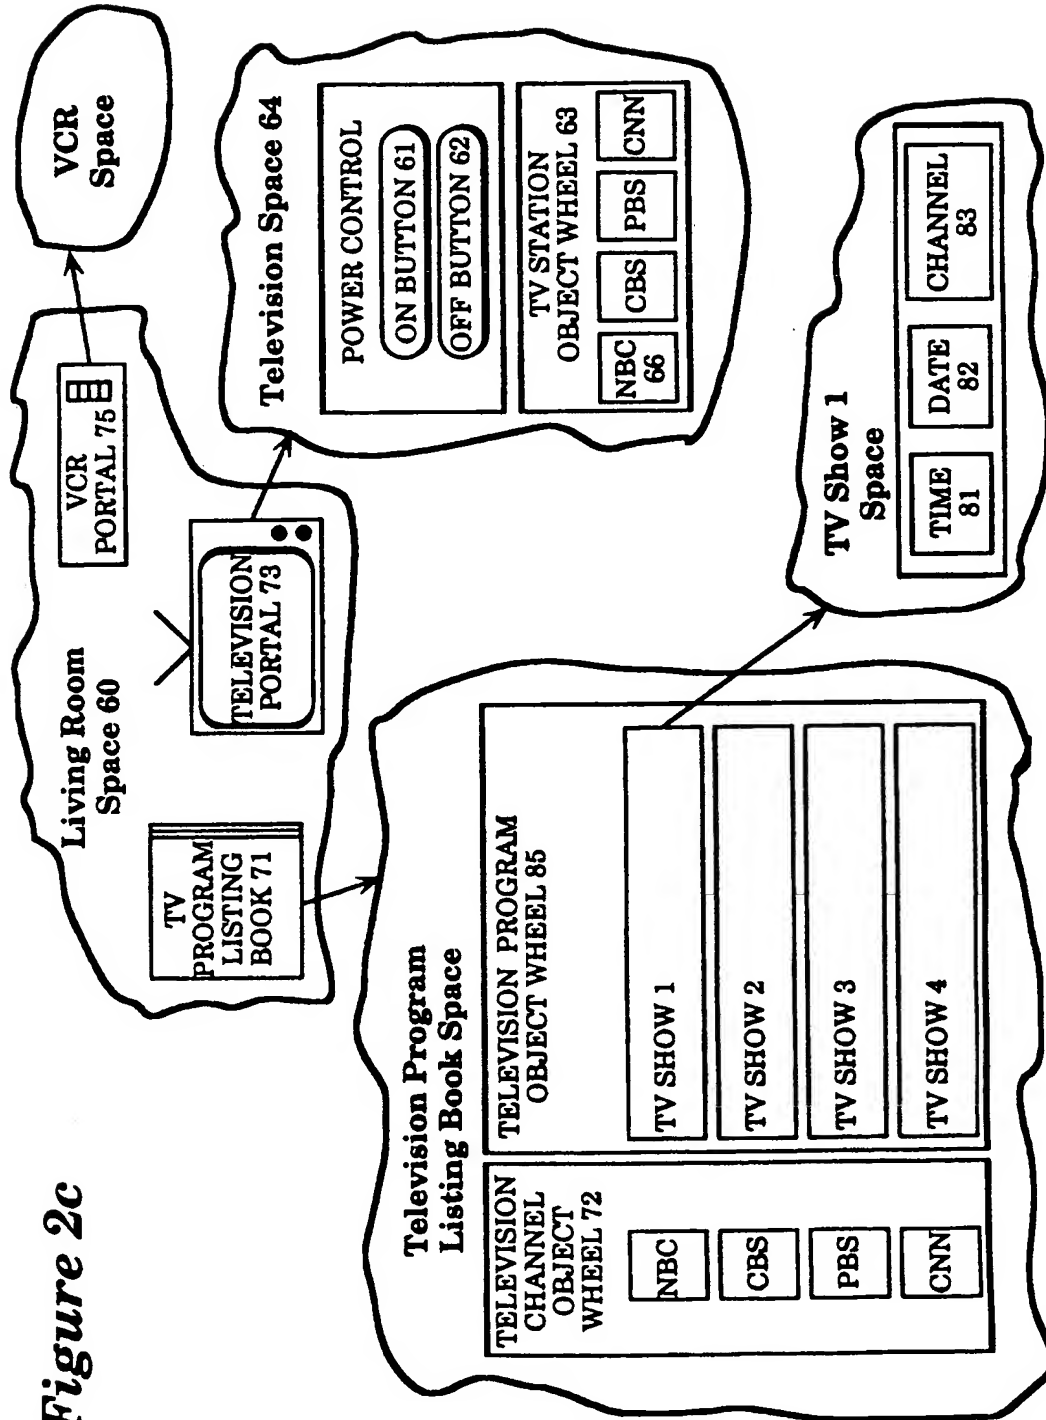 Figure 2c
Living Room
Space 60
TV
PROGRAM
LISTING
BOOK 71
TELEVISION
PORTAL 73
VCR
PORTAL 75
VCR
Space
Television Space 64
POWER CONTROL
ON BUTTON 61
OFF BUTTON 62
TV STATION
OBJECT WHEEL 63
NBC
66
CBS
PBS
CNN
Television Program
Listing Book Space
TELEVISION
CHANNEL
OBJECT
WHEEL 72
NBC
CBS
PBS
CNN
TELEVISION PROGRAM
OBJECT WHEEL 85
TV SHOW 1
TV SHOW 2
TV SHOW 3
TV SHOW 4
TV Show 1
Space
TIME
81
DATE
82
CHANNEL
83